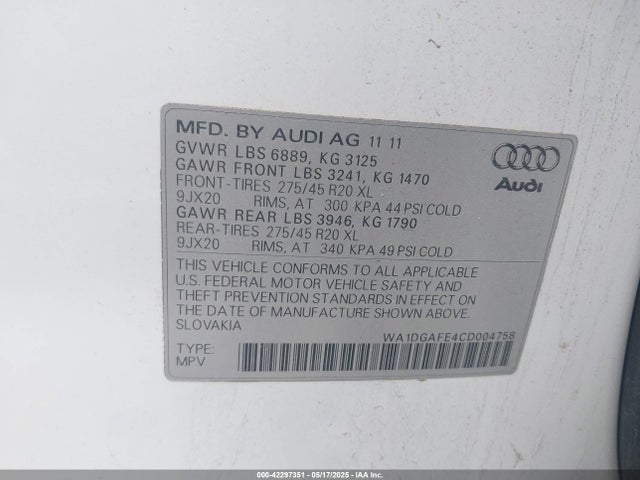 MFD. BY AUDI AG 11 11
GVWR LBS 6889, KG 3125
GAWR FRONT LBS 3241, KG 1470
FRONT-TIRES 275/45 R20 XL
9JX20 RIMS, AT 300 KPA 44 PSI COLD
GAWR REAR LBS 3946, KG 1790
REAR-TIRES 275/45 R20 XL
9JX20 RIMS, AT 340 KPA 49 PSI COLD
Audi
THIS VEHICLE CONFORMS TO ALL APPLICABLE
U.S. FEDERAL MOTOR VEHICLE SAFETY AND
THEFT PREVENTION STANDARDS IN EFFECT ON
THE DATE OF MANUFACTURE SHOWN ABOVE.
SLOVAKIA
WA1DGAFE4CD004758
TYPE:
MPV
000-42297351 - 05/17/2025 - IAA, Inc.